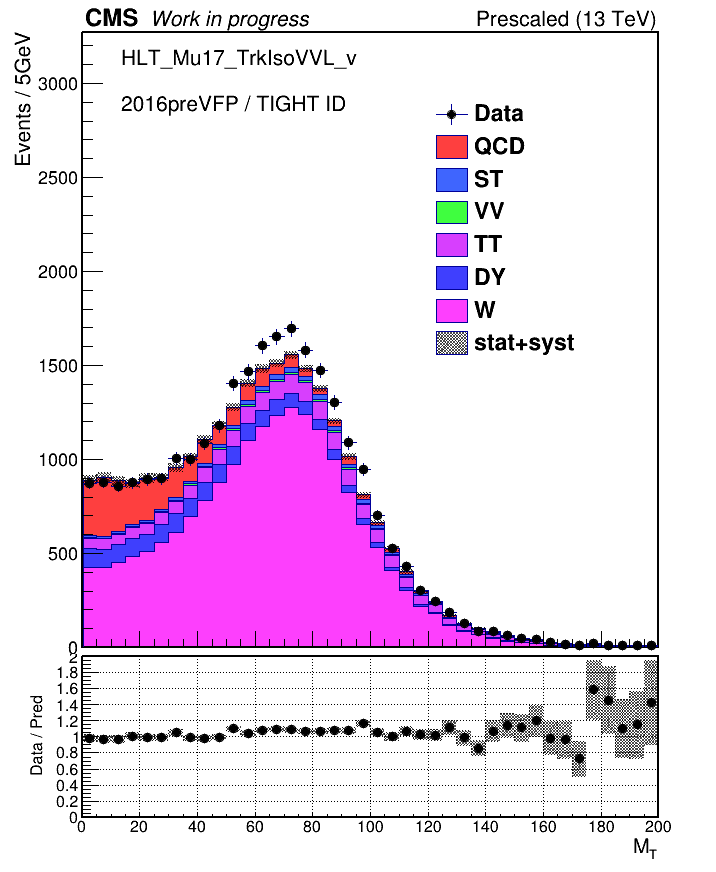 CMS Work in progress Prescaled (13 TeV)
Events / 5GeV
HLT_Mu17_TrkIsoVVL_v
2016preVFP / TIGHT ID
Data
QCD
ST
VV
TT
DY
W
stat+syst
3000
2500
2000
1500
1000
500
0
Data / Pred
2
1.8
1.6
1.4
1.2
1
0.8
0.6
0.4
0.2
0
0 20 40 60 80 100 120 140 160 180 200
M_T